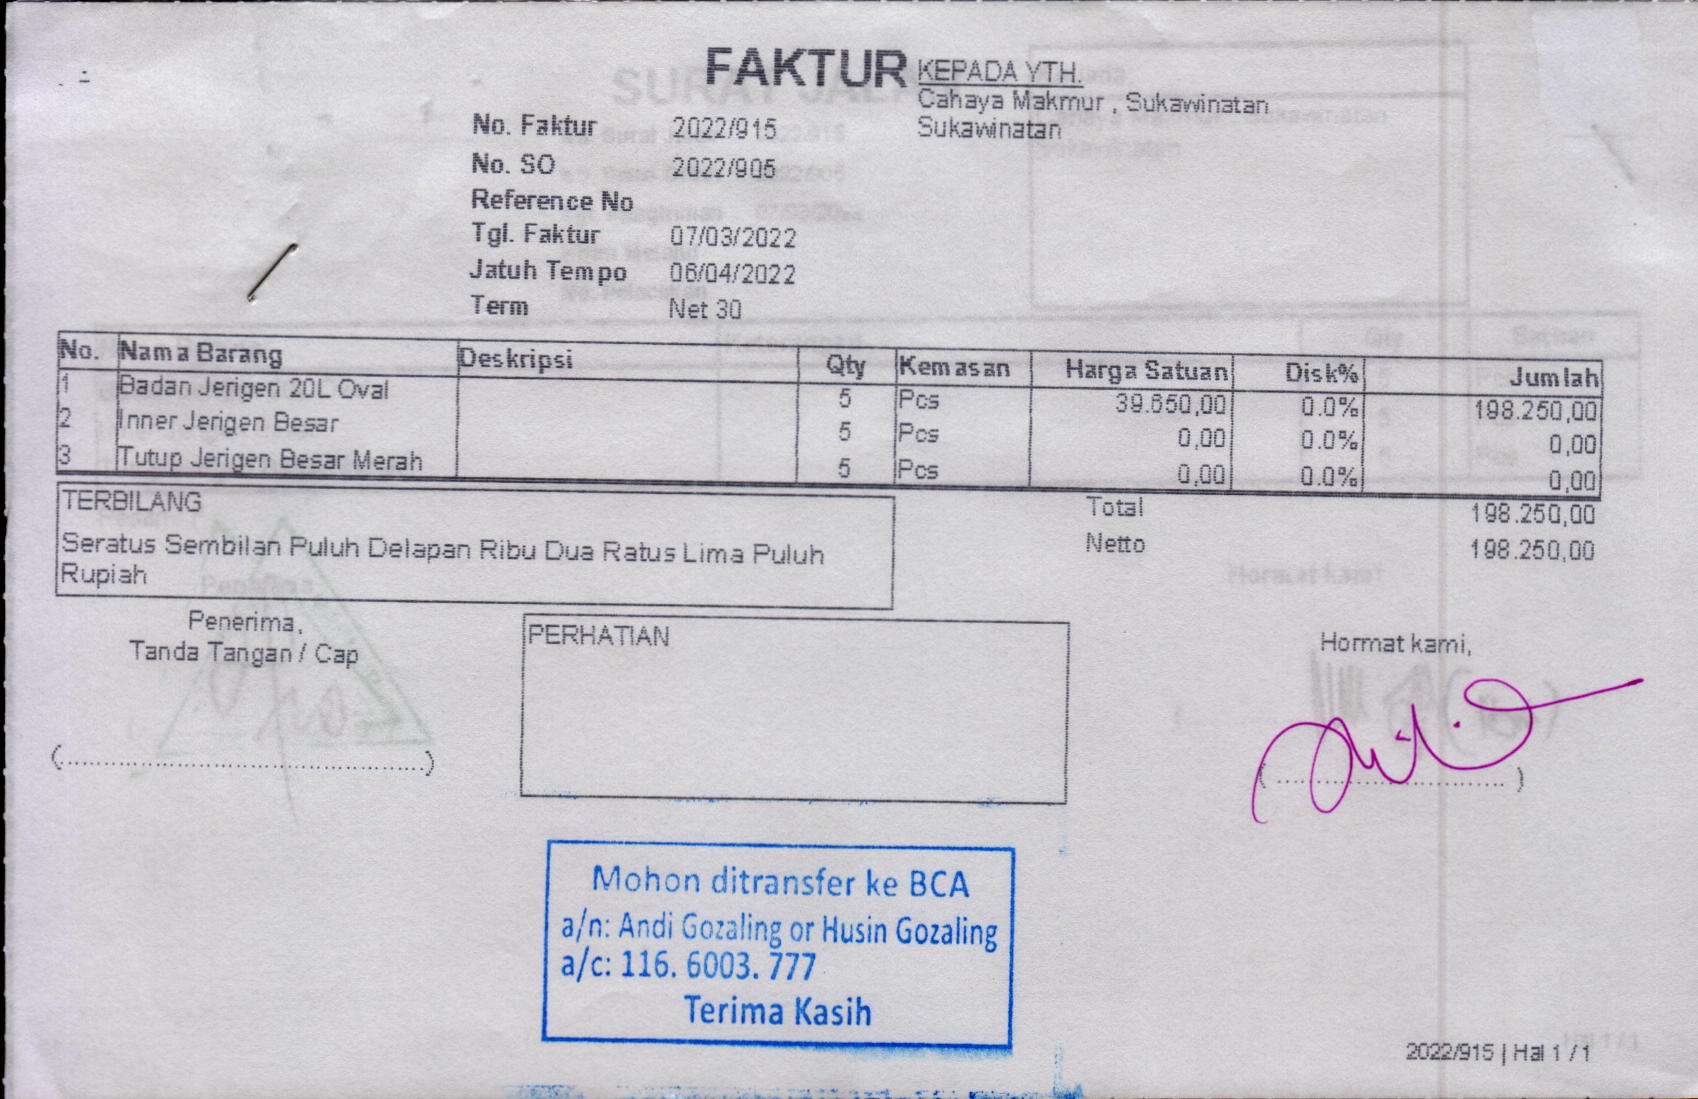 FAKTUR
KEPADA YTH.
Cahaya Makmur , Sukawinatan
Sukawinatan
No. Faktur 2022/915
No. SO 2022/905
Reference No
Tgl. Faktur 07/03/2022
Jatuh Tempo 06/04/2022
Term Net 30
No. Nama Barang Deskripsi Qty Kemasan Harga Satuan Disk% Jumlah
1 Badan Jerigen 20L Oval 5 Pcs 39.650,00 0.0% 198.250,00
2 Inner Jerigen Besar 5 Pcs 0,00 0.0% 0,00
3 Tutup Jerigen Besar Merah 5 Pcs 0,00 0.0% 0,00
TERBILANG
Seratus Sembilan Puluh Delapan Ribu Dua Ratus Lima Puluh
Rupiah
Total 198.250,00
Netto 198.250,00
Penerima,
Tanda Tangan / Cap
(..................................................)
PERHATIAN
Hormat kami,
( ................................ )
Mohon ditransfer ke BCA
a/n: Andi Gozaling or Husin Gozaling
a/c: 116. 6003. 777
Terima Kasih
2022/915 | Hal 1 / 1